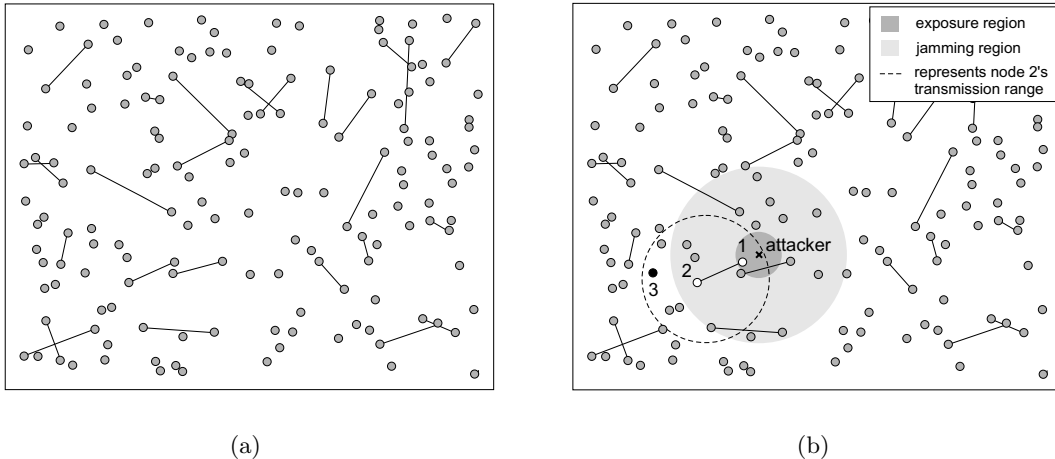 exposure region
jamming region
represents node 2's
transmission range
1
attacker
2
3
(a)
(b)